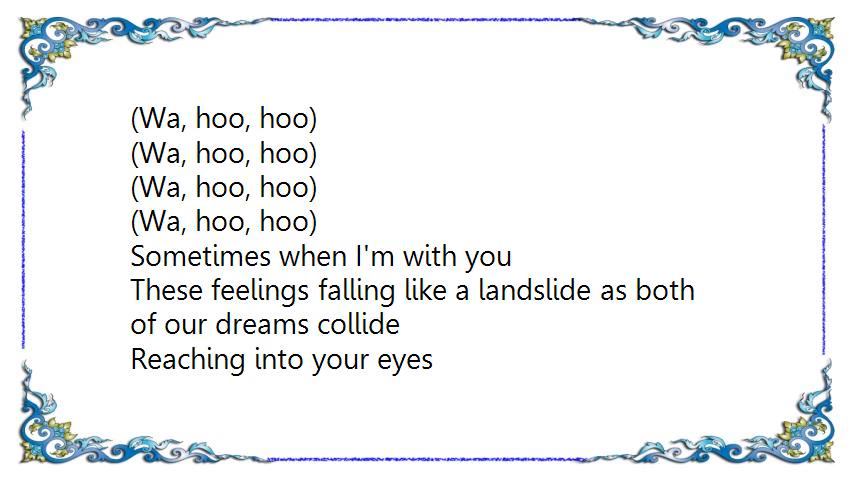 (Wa, hoo, hoo)
(Wa, hoo, hoo)
(Wa, hoo, hoo)
(Wa, hoo, hoo)
Sometimes when I'm with you
These feelings falling like a landslide as both
of our dreams collide
Reaching into your eyes